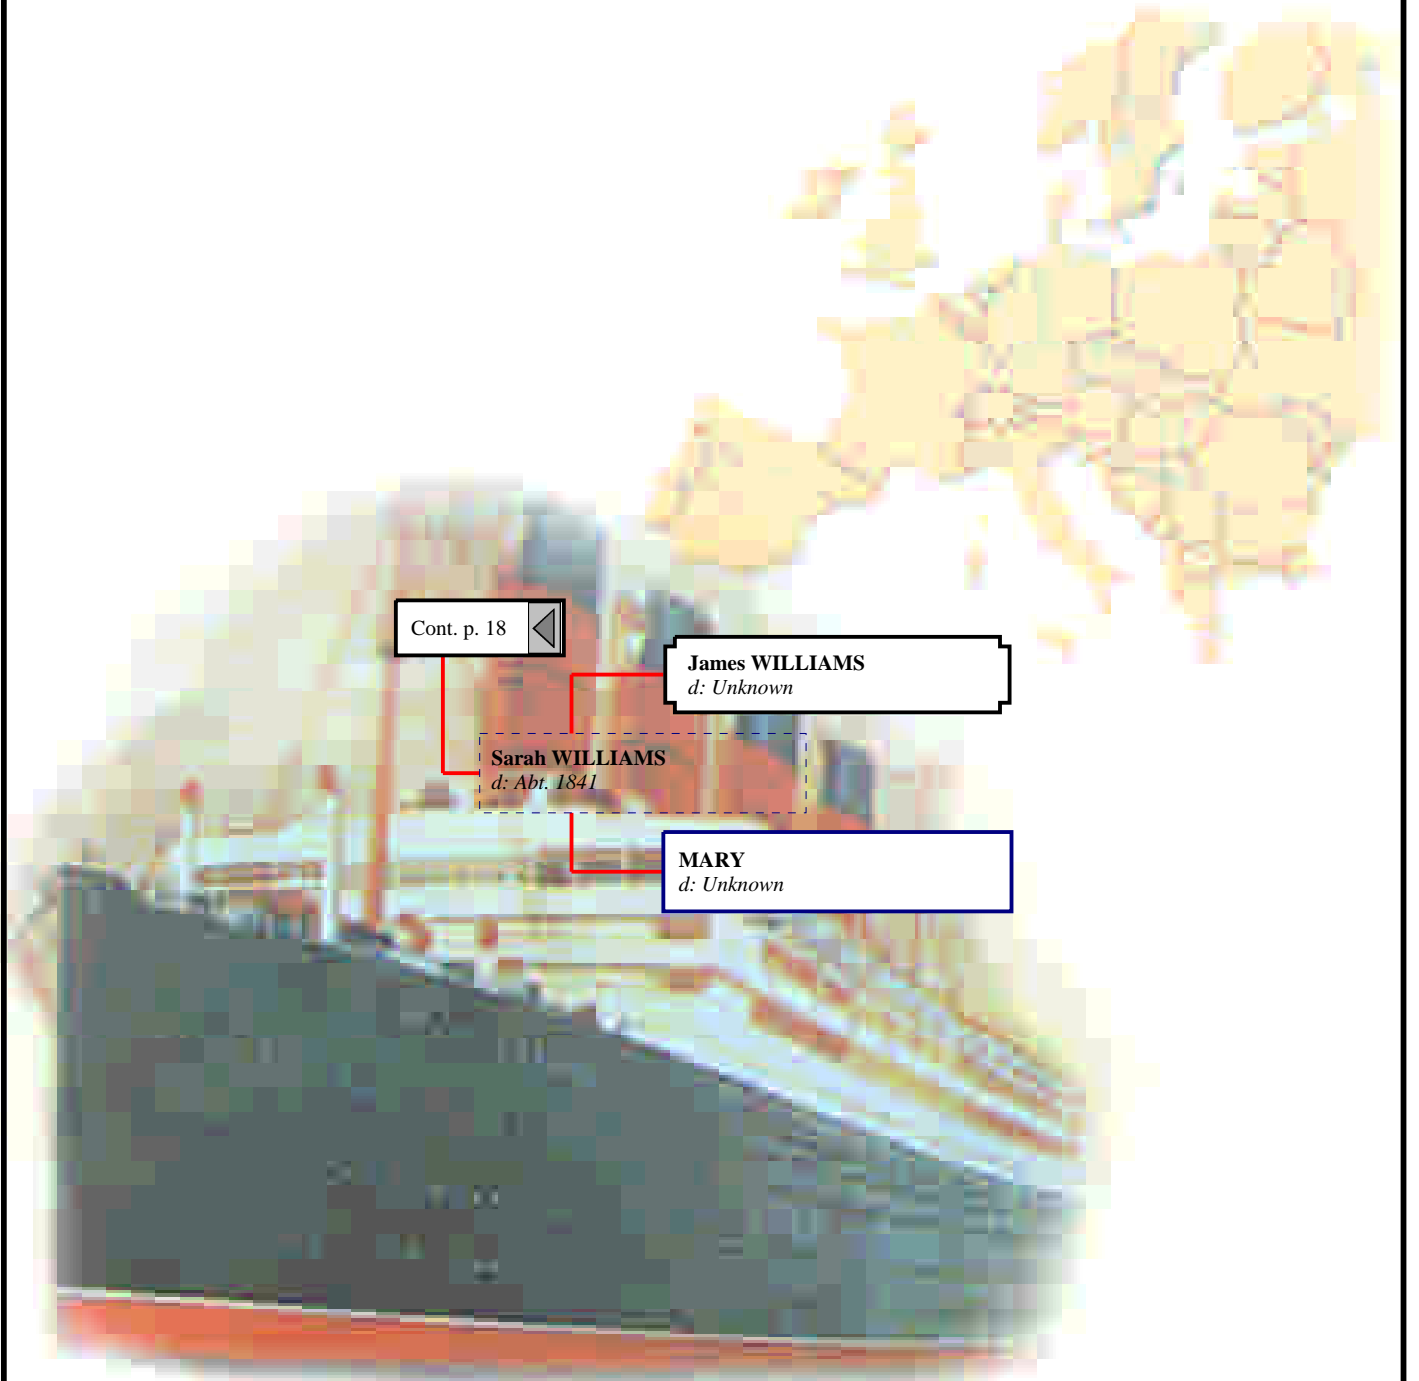 Cont. p. 18
James WILLIAMS
d: Unknown
Sarah WILLIAMS
d: Abt. 1841
MARY
d: Unknown